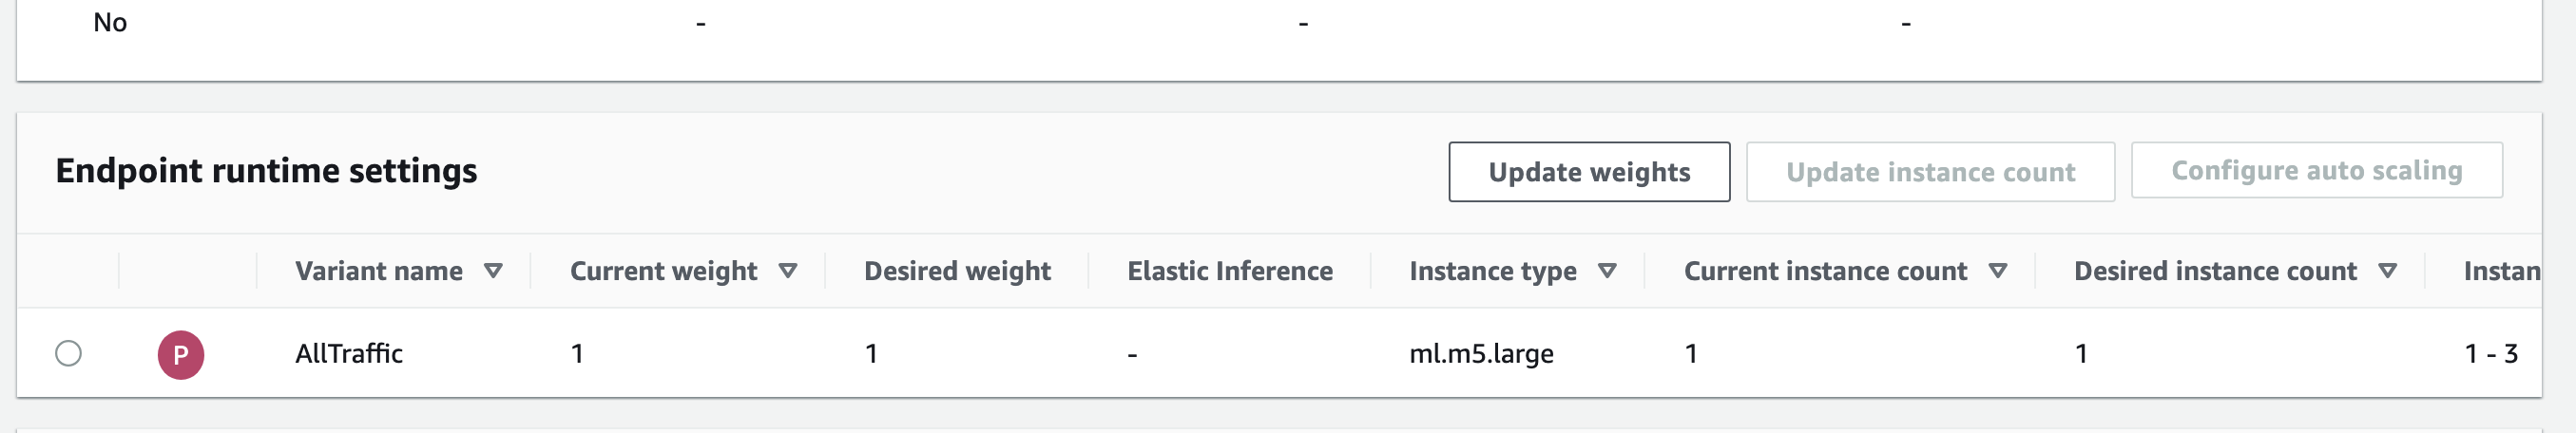 No - - -
Endpoint runtime settings Update weights Update instance count Configure auto scaling
Variant name Current weight Desired weight Elastic Inference Instance type Current instance count Desired instance count Instan
P AllTraffic 1 1 - ml.m5.large 1 1 1 - 3